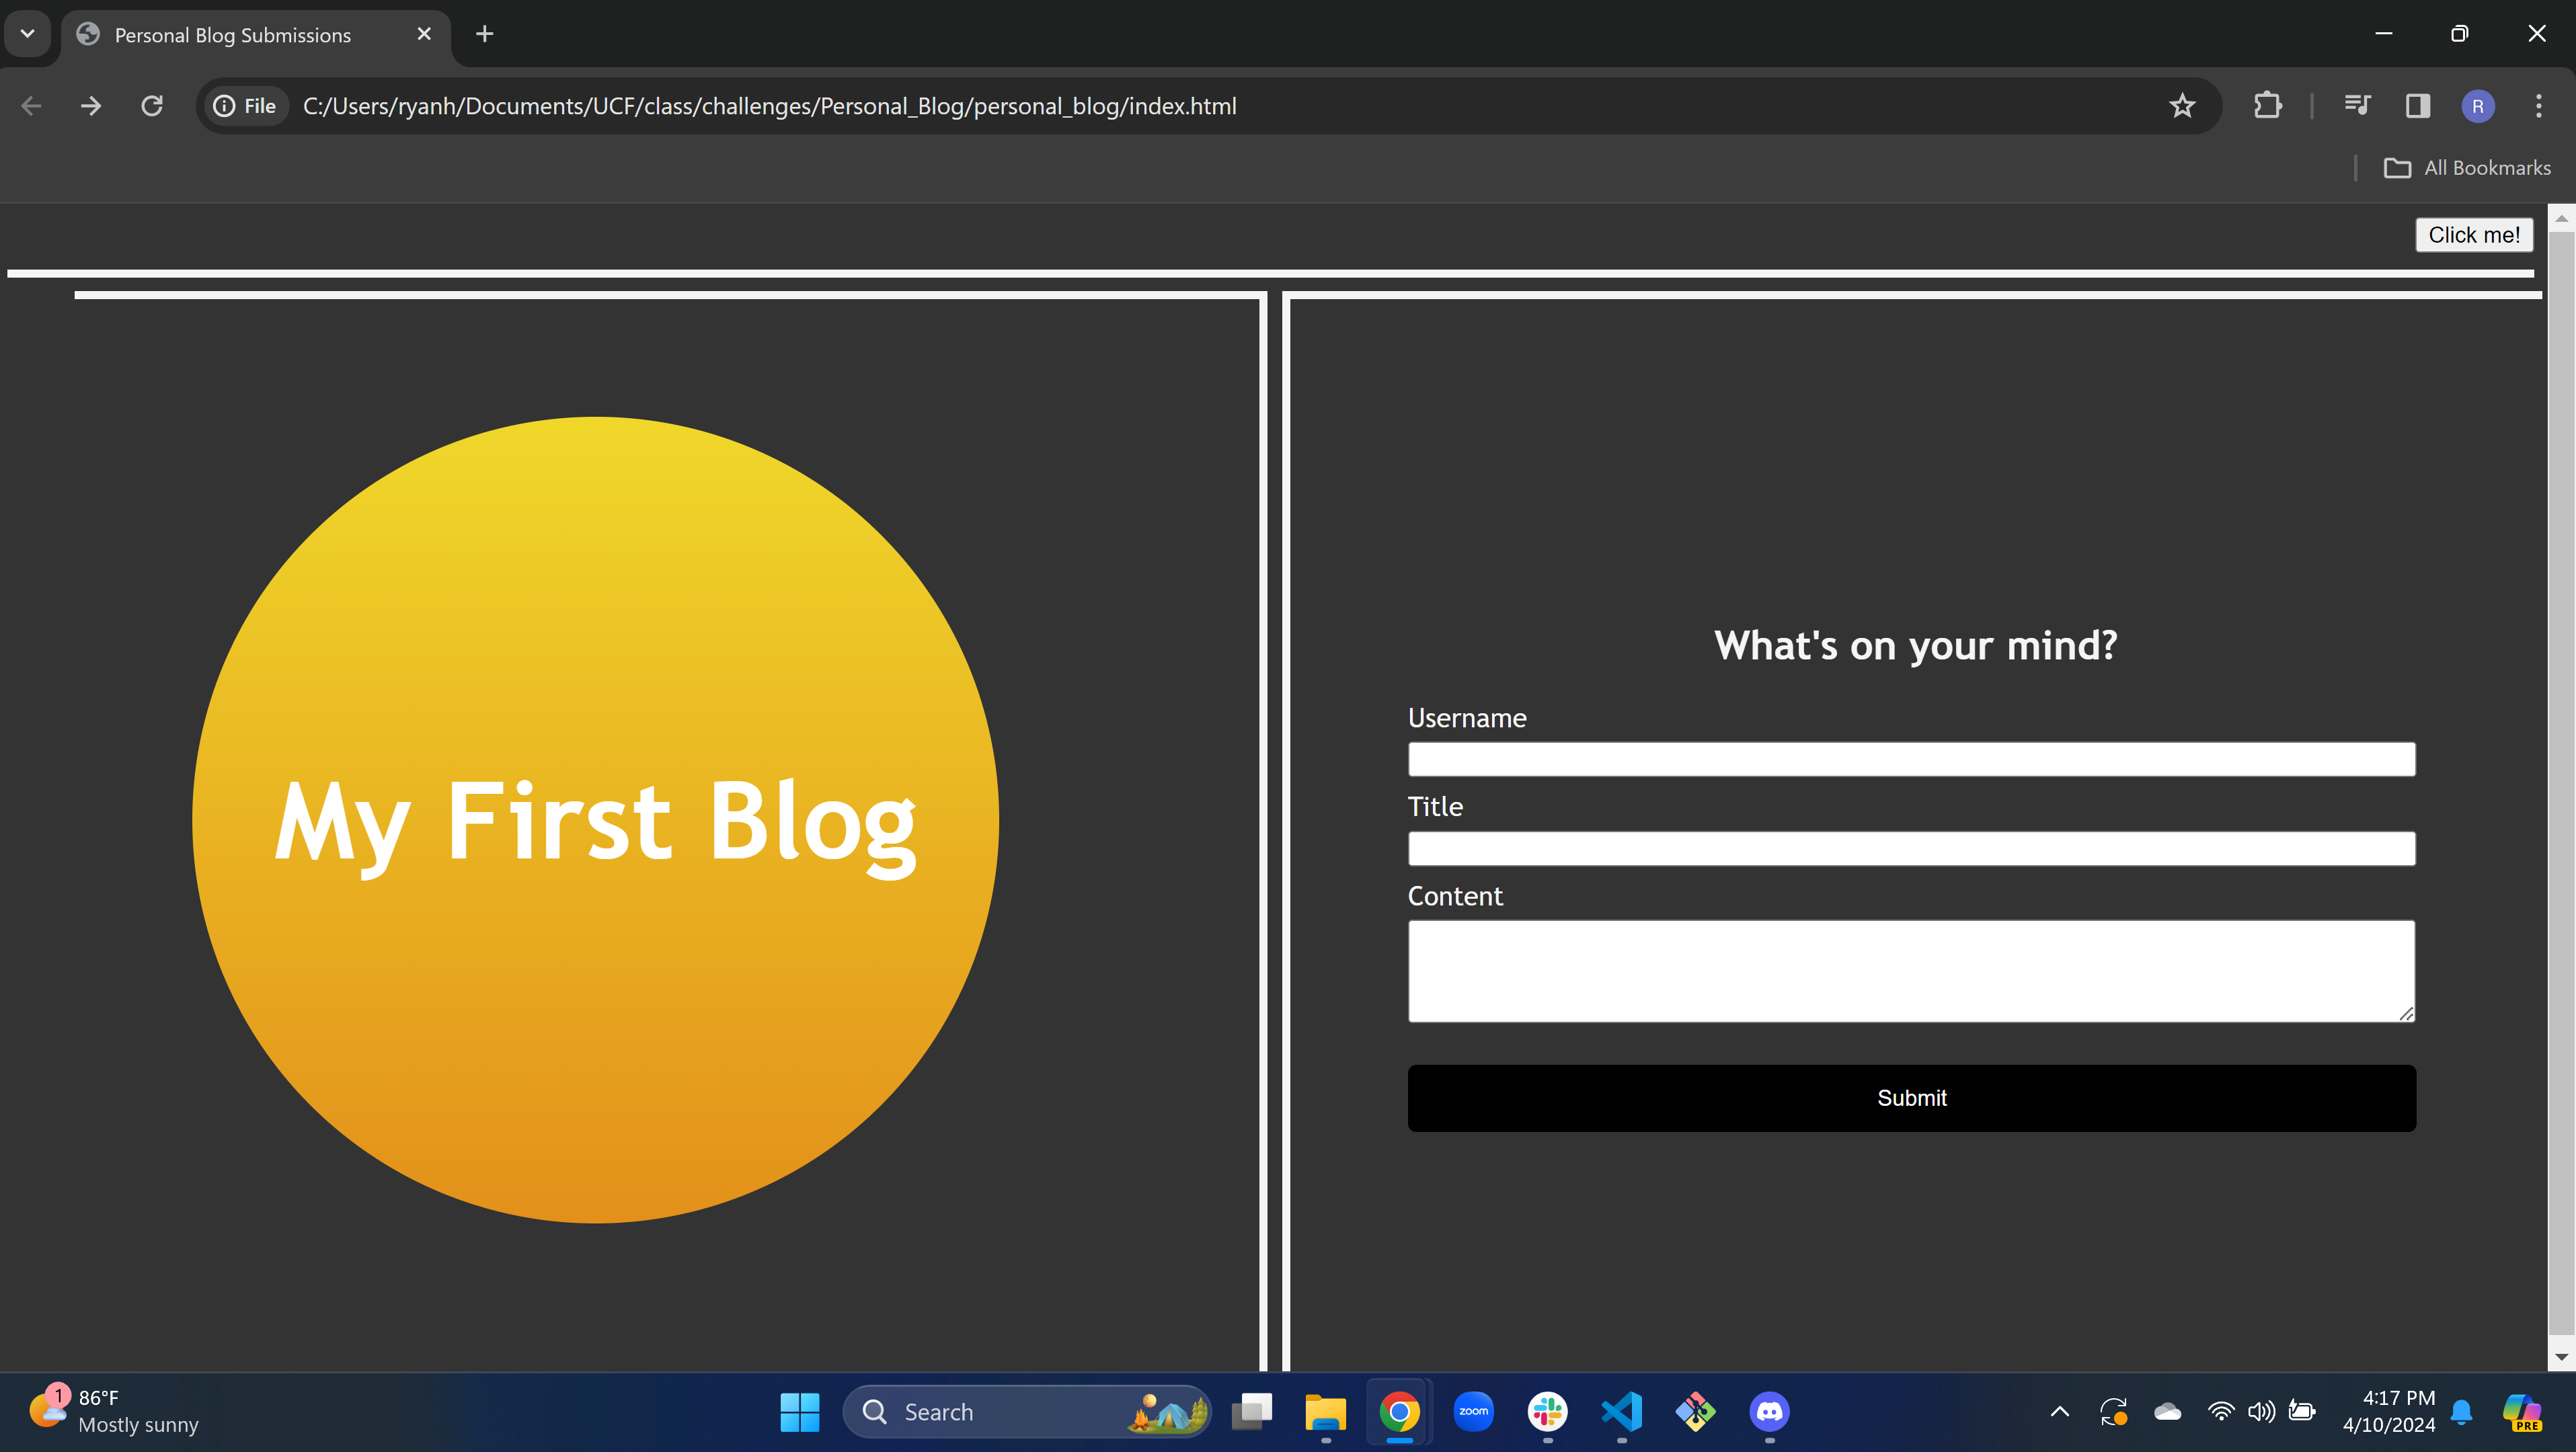 Personal Blog Submissions
File C:/Users/ryanh/Documents/UCF/class/challenges/Personal_Blog/personal_blog/index.html
R
All Bookmarks
Click me!
My First Blog
What's on your mind?
Username
Title
Content
Submit
1
86°F
Mostly sunny
Search
zoom
4:17 PM
4/10/2024
PRE